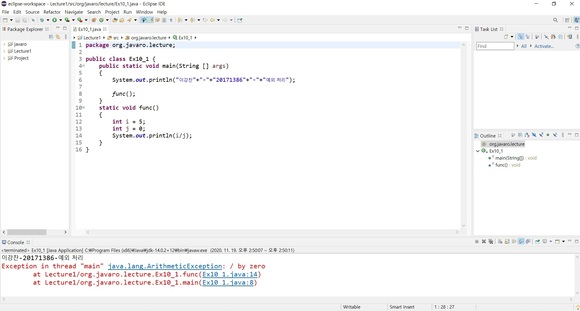 eclipse-workspace - Lecture1/src/org/javaro/lecture/Ex10_1.java - Eclipse IDE
File Edit Source Refactor Navigate Search Project Run Window Help
Package Explorer
javaro
Lecture1
Project
Ex10_1.java
Lecture1 src org.javaro.lecture Ex10_1
1 package org.javaro.lecture;
2
3 public class Ex10_1 {
4 public static void main(String [] args)
5 {
6 System.out.println("이강찬"+"-"+"20171386"+"-"+"예외 처리");
7
8 func();
9 }
10 static void func()
11 {
12 int i = 5;
13 int j = 0;
14 System.out.println(i/j);
15 }
16 }
Task List
Find All Activate...
Outline
org.javaro.lecture
Ex10_1
main(String[]) : void
func() : void
Console
<terminated> Ex10_1 [Java Application] C:\Program Files\Java\jdk-14.0.2+12\bin\javaw.exe (2020. 11. 19. 오후 2:50:07 – 오후 2:50:11)
이강찬-20171386-예외 처리
Exception in thread "main" java.lang.ArithmeticException: / by zero
at Lecture1/org.javaro.lecture.Ex10_1.func(Ex10_1.java:14)
at Lecture1/org.javaro.lecture.Ex10_1.main(Ex10_1.java:8)
Writable Smart Insert 1 : 28 : 27